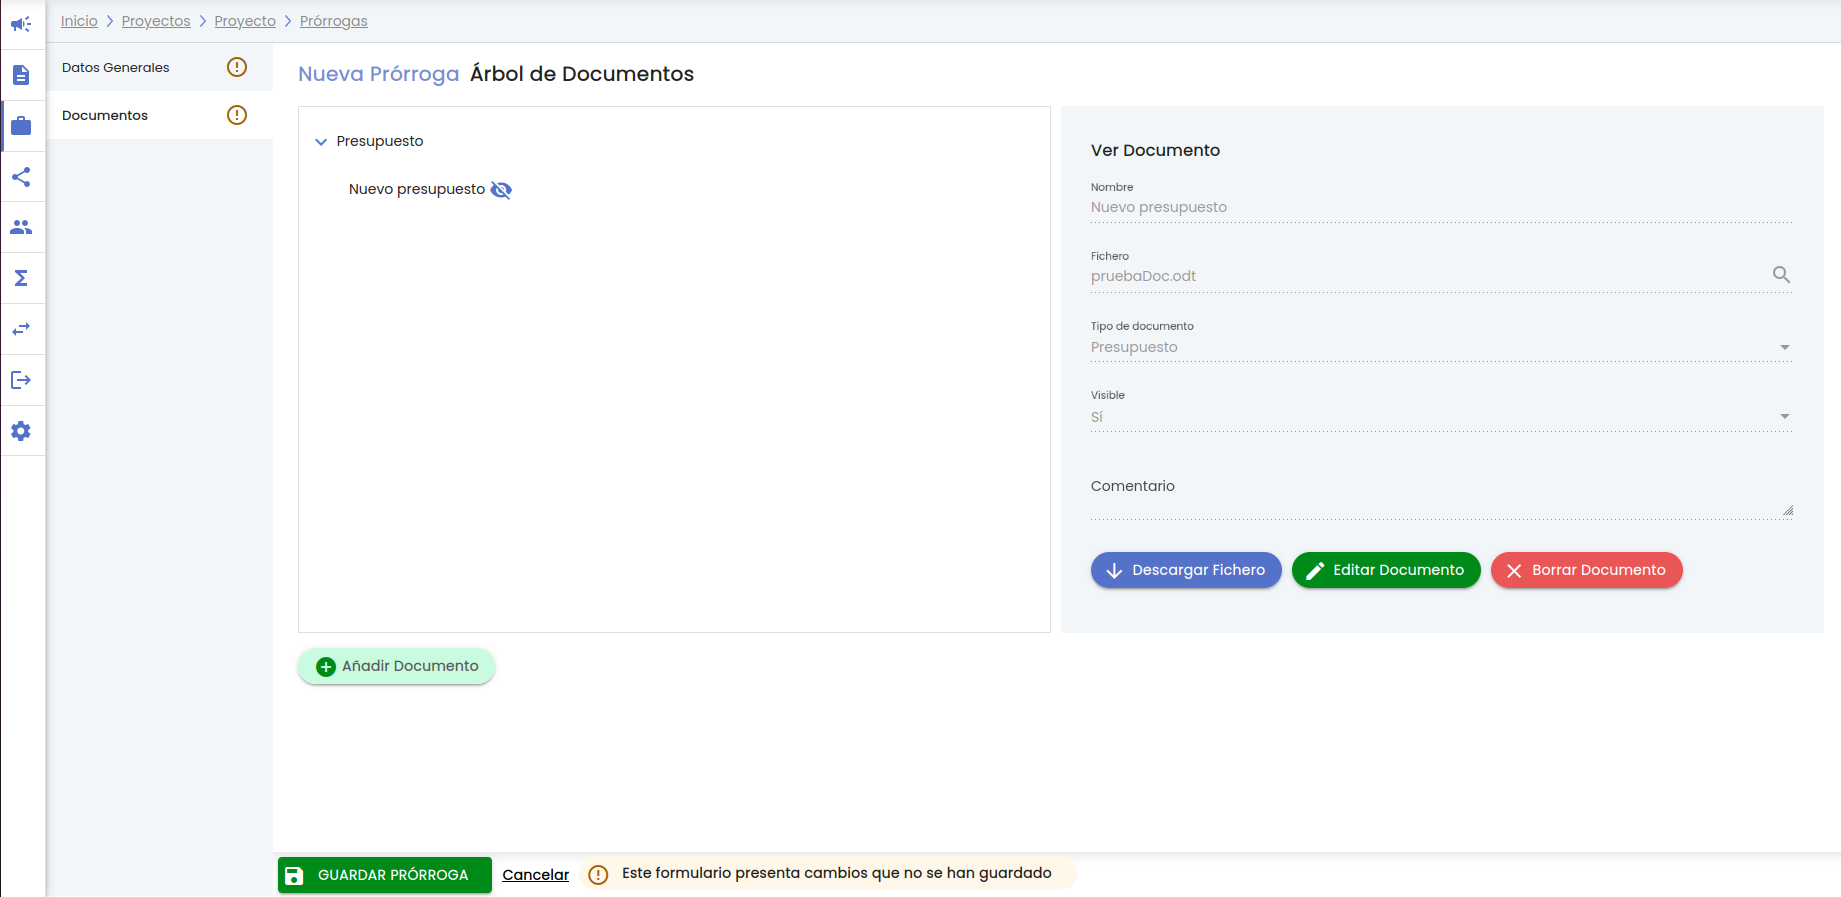 Inicio > Proyectos > Proyecto > Prórrogas
Datos Generales
Documentos
Nueva Prórroga Árbol de Documentos
Presupuesto
Nuevo presupuesto
Ver Documento
Nombre
Nuevo presupuesto
Fichero
pruebaDoc.odt
Tipo de documento
Presupuesto
Visible
Sí
Comentario
Descargar Fichero
Editar Documento
Borrar Documento
Añadir Documento
GUARDAR PRÓRROGA
Cancelar
Este formulario presenta cambios que no se han guardado